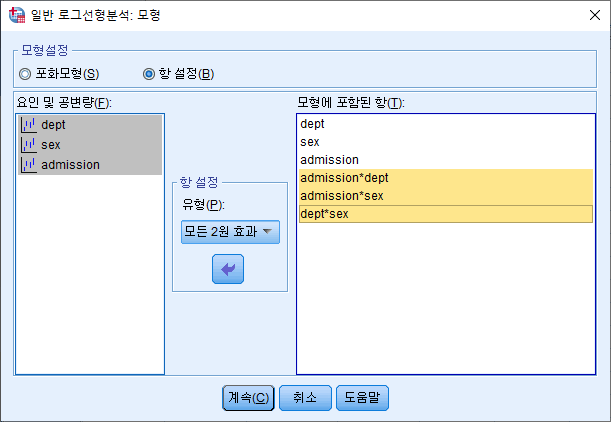 일반 로그선형분석: 모형
모형설정
포화모형(S)
항 설정(B)
요인 및 공변량(F):
dept
sex
admission
항 설정
유형(P):
모든 2원 효과
모형에 포함된 항(T):
dept
sex
admission
admission*dept
admission*sex
dept*sex
계속(C)
취소
도움말